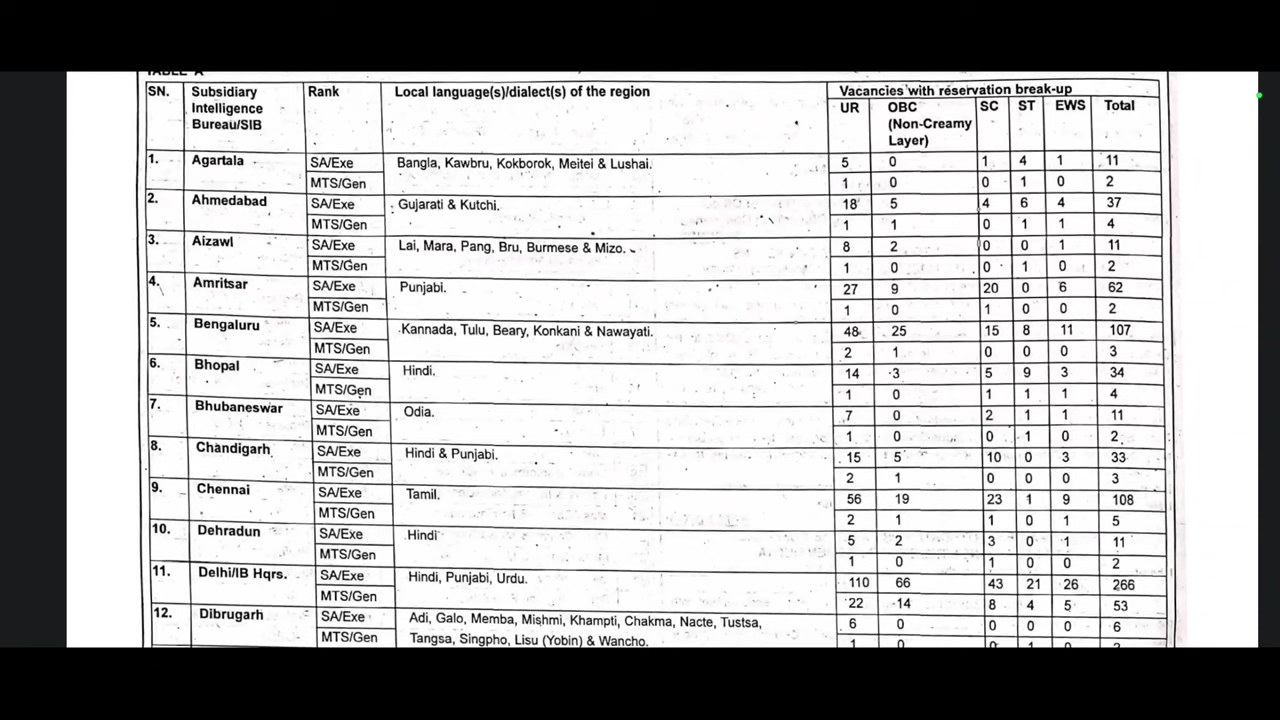 TABLE 'A'
SN. Subsidiary Intelligence Bureau/SIB Rank Local language(s)/dialect(s) of the region Vacancies with reservation break-up
UR OBC (Non-Creamy Layer) SC ST EWS Total
1. Agartala SA/Exe Bangla, Kawbru, Kokborok, Meitei & Lushai. 5 0 1 4 1 11
MTS/Gen 1 0 0 1 0 2
2. Ahmedabad SA/Exe Gujarati & Kutchi. 18 5 4 6 4 37
MTS/Gen 1 1 0 1 1 4
3. Aizawl SA/Exe Lai, Mara, Pang, Bru, Burmese & Mizo. 8 2 0 0 1 11
MTS/Gen 1 0 0 1 0 2
4. Amritsar SA/Exe Punjabi. 27 9 20 0 6 62
MTS/Gen 1 0 1 0 0 2
5. Bengaluru SA/Exe Kannada, Tulu, Beary, Konkani & Nawayati. 48 25 15 8 11 107
MTS/Gen 2 1 0 0 0 3
6. Bhopal SA/Exe Hindi. 14 3 5 9 3 34
MTS/Gen 1 0 1 1 1 4
7. Bhubaneswar SA/Exe Odia. 7 0 2 1 1 11
MTS/Gen 1 0 0 1 0 2
8. Chandigarh SA/Exe Hindi & Punjabi. 15 5 10 0 3 33
MTS/Gen 2 1 0 0 0 3
9. Chennai SA/Exe Tamil. 56 19 23 1 9 108
MTS/Gen 2 1 1 0 1 5
10. Dehradun SA/Exe Hindi 5 2 3 0 1 11
MTS/Gen 1 0 1 0 0 2
11. Delhi/IB Hqrs. SA/Exe Hindi, Punjabi, Urdu. 110 66 43 21 26 266
MTS/Gen 22 14 8 4 5 53
12. Dibrugarh SA/Exe Adi, Galo, Memba, Mishmi, Khampti, Chakma, Nacte, Tustsa, 6 0 0 0 0 6
MTS/Gen Tangsa, Singpho, Lisu (Yobin) & Wancho. 1 0 0 1 0 2